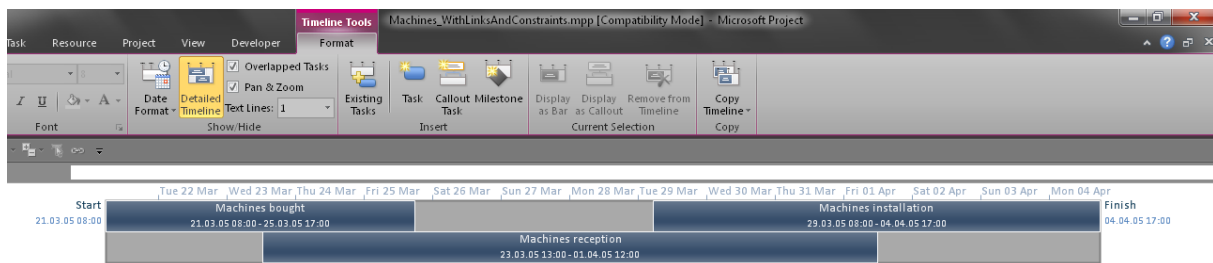 Timeline Tools Machines_WithLinksAndConstraints.mpp [Compatibility Mode] - Microsoft Project
Task Resource Project View Developer Format
Overlapped Tasks
Pan & Zoom
Text Lines: 1
Date Format
Detailed Timeline
Existing Tasks
Task
Callout Task
Milestone
Display as Bar
Display as Callout
Remove from Timeline
Copy Timeline
I U A
Font Show/Hide Insert Current Selection Copy
Tue 22 Mar Wed 23 Mar Thu 24 Mar Fri 25 Mar Sat 26 Mar Sun 27 Mar Mon 28 Mar Tue 29 Mar Wed 30 Mar Thu 31 Mar Fri 01 Apr Sat 02 Apr Sun 03 Apr Mon 04 Apr
Start
21.03.05 08:00
Machines bought
21.03.05 08:00 - 25.03.05 17:00
Machines installation
29.03.05 08:00 - 04.04.05 17:00
Finish
04.04.05 17:00
Machines reception
23.03.05 13:00 - 01.04.05 12:00